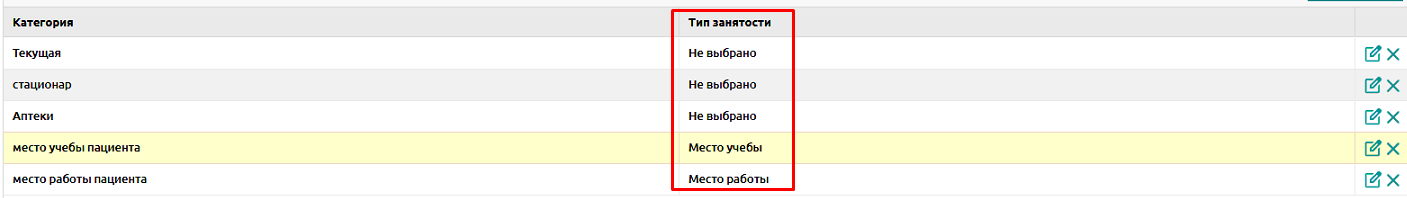 Категория Тип занятости
Текущая Не выбрано
стационар Не выбрано
Аптеки Не выбрано
место учебы пациента Место учебы
место работы пациента Место работы